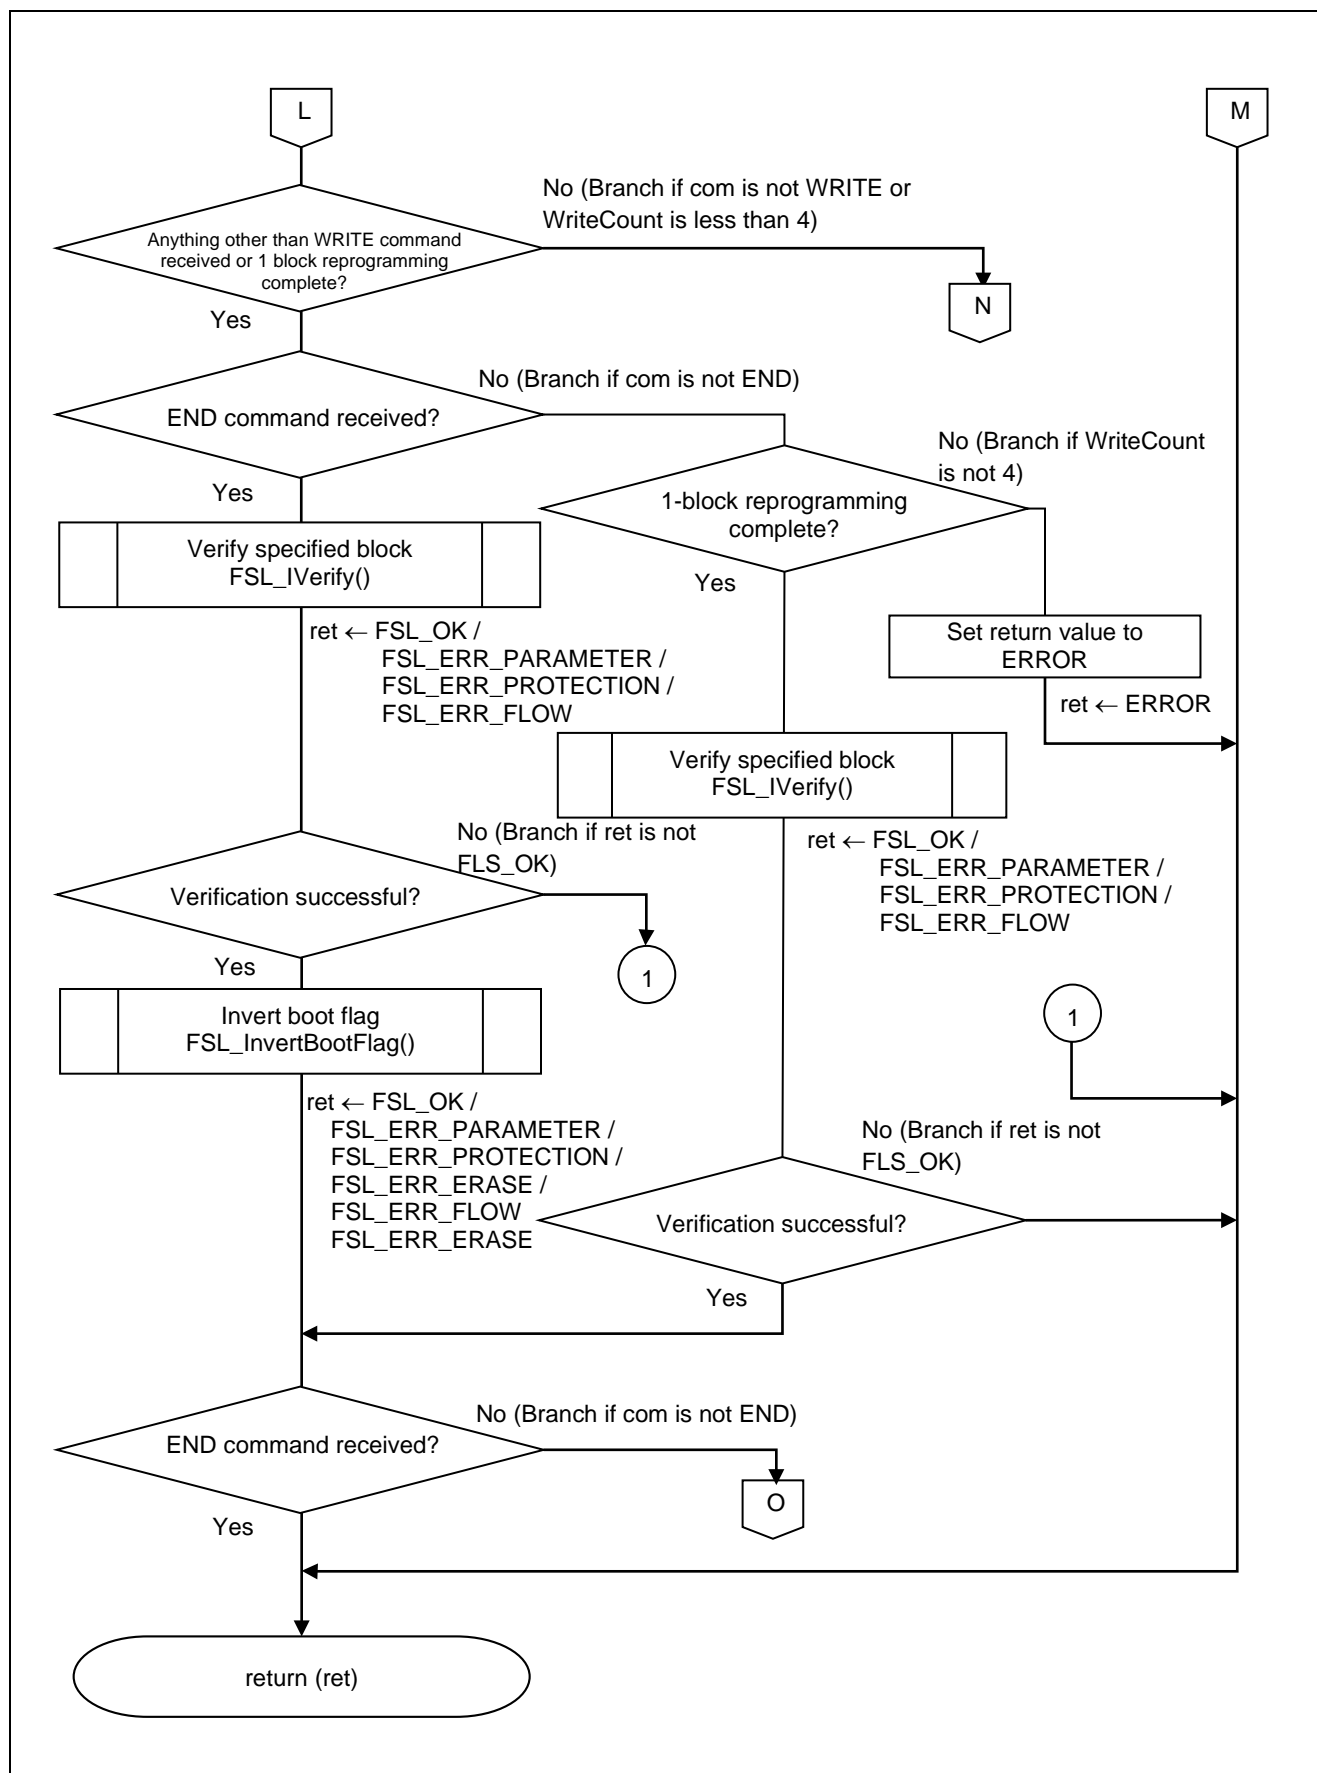 L
M
No (Branch if com is not WRITE or
WriteCount is less than 4)
Anything other than WRITE command
received or 1 block reprogramming
complete?
N
Yes
No (Branch if com is not END)
END command received?
No (Branch if WriteCount
is not 4)
Yes
1-block reprogramming
complete?
Verify specified block
FSL_IVerify()
Yes
ret ← FSL_OK /
FSL_ERR_PARAMETER /
FSL_ERR_PROTECTION /
FSL_ERR_FLOW
Set return value to
ERROR
ret ← ERROR
Verify specified block
FSL_IVerify()
No (Branch if ret is not
FLS_OK)
ret ← FSL_OK /
FSL_ERR_PARAMETER /
FSL_ERR_PROTECTION /
FSL_ERR_FLOW
Verification successful?
Yes
1
Invert boot flag
FSL_InvertBootFlag()
1
ret ← FSL_OK /
FSL_ERR_PARAMETER /
FSL_ERR_PROTECTION /
FSL_ERR_ERASE /
FSL_ERR_FLOW
FSL_ERR_ERASE
No (Branch if ret is not
FLS_OK)
Verification successful?
Yes
No (Branch if com is not END)
END command received?
O
Yes
return (ret)